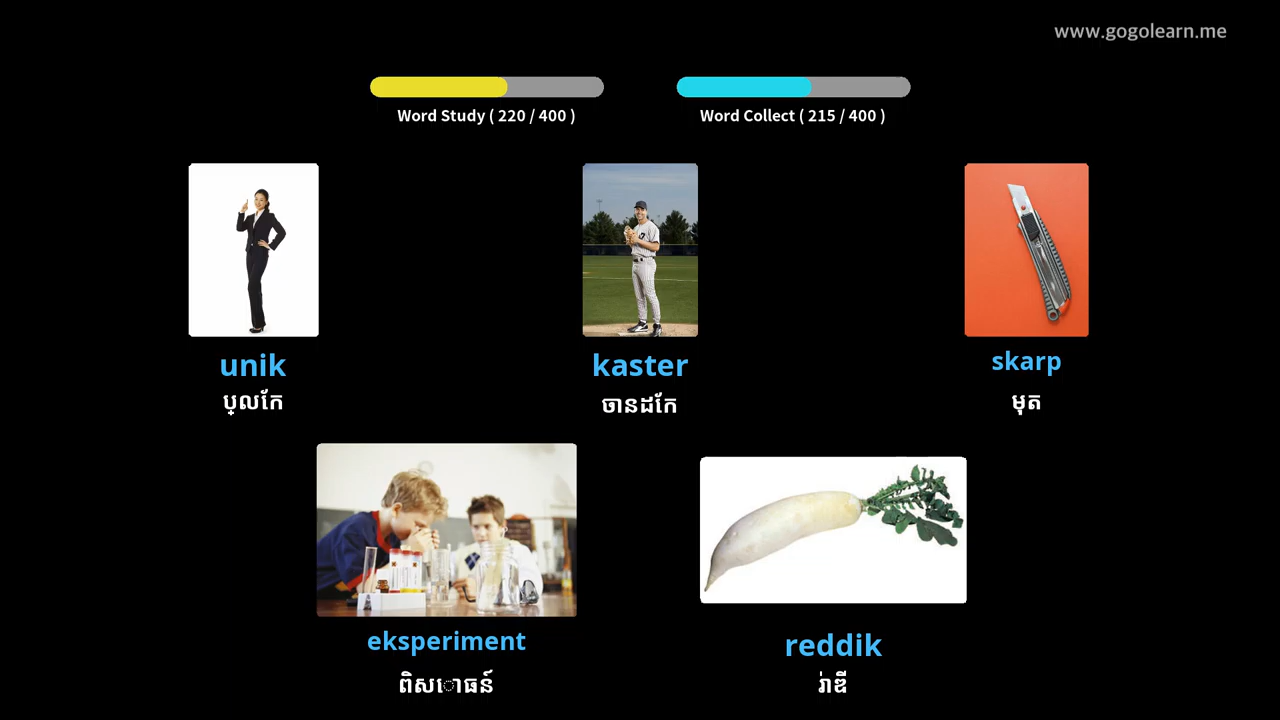 www.gogolearn.me
Word Study ( 220 / 400 )
Word Collect ( 215 / 400 )
unik
ប្លែក
kaster
ចានដែក
skarp
មុត
eksperiment
ពិសោធន៍
reddik
រ៉ាឌី